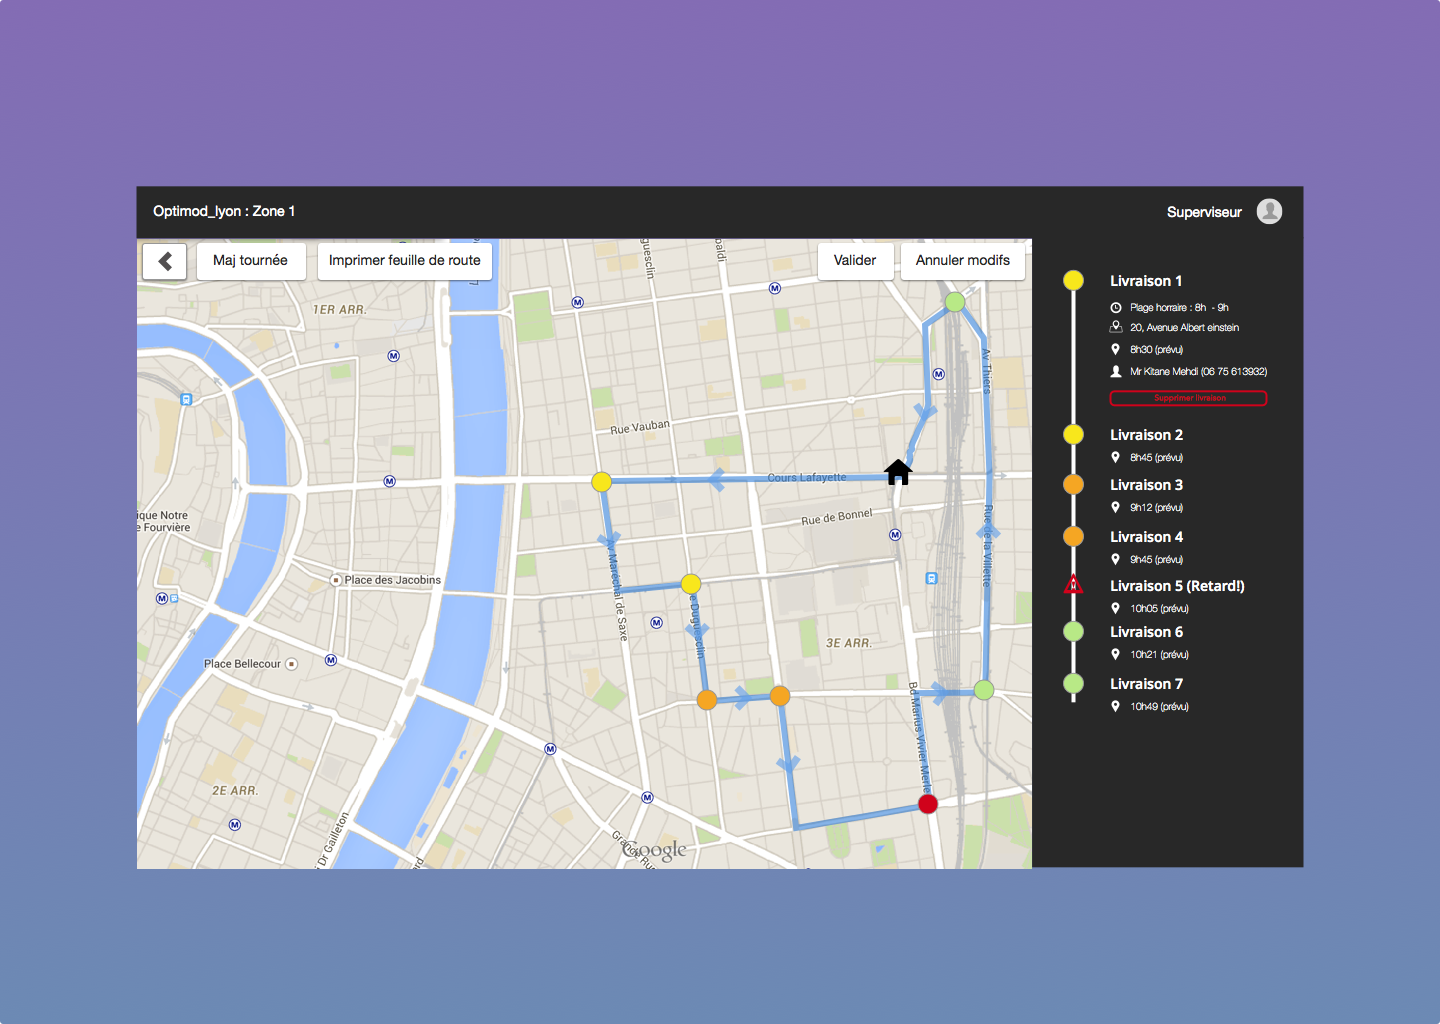 Optimod_lyon : Zone 1
Superviseur
Maj tournée
Imprimer feuille de route
Valider
Annuler modifs
1ER ARR.
Rue Vauban
Cours Lafayette
Rue de Bonnel
Av Thiers
Rue de la Villette
ique Notre
e Fourvière
Place des Jacobins
Av. Maréchal de Saxe
e Duguesclin
3E ARR.
Place Bellecour
Bd Marius Vivier Merle
2E ARR.
i Dr Gailleton
Grande Rue
Google
Livraison 1
Plage horraire : 8h - 9h
20, Avenue Albert einstein
8h30 (prévu)
Mr Kitane Mehdi (06 75 613932)
Supprimer livraison
Livraison 2
8h45 (prévu)
Livraison 3
9h12 (prévu)
Livraison 4
9h45 (prévu)
Livraison 5 (Retard!)
10h05 (prévu)
Livraison 6
10h21 (prévu)
Livraison 7
10h49 (prévu)